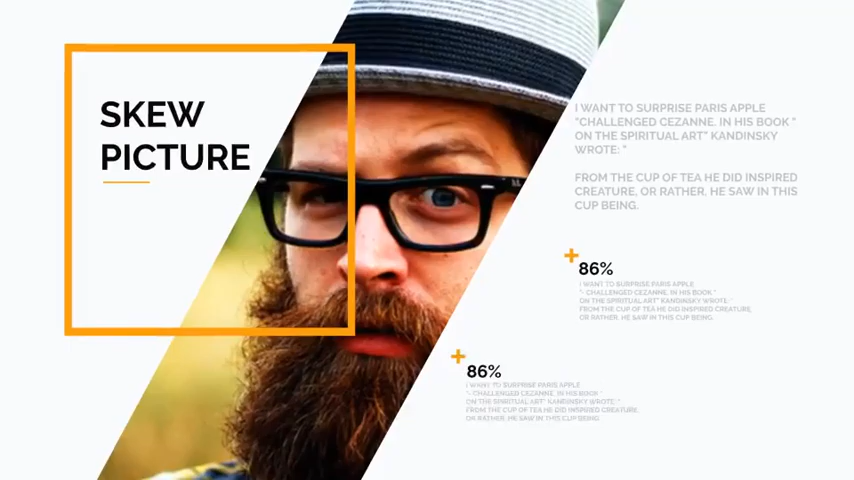 SKEW
PICTURE
I WANT TO SURPRISE PARIS APPLE
"CHALLENGED CEZANNE. IN HIS BOOK "
ON THE SPIRITUAL ART" KANDINSKY
WROTE: "
FROM THE CUP OF TEA HE DID INSPIRED
CREATURE, OR RATHER, HE SAW IN THIS
CUP BEING.
+
86%
I WANT TO SURPRISE PARIS APPLE
"- CHALLENGED CEZANNE. IN HIS BOOK "
ON THE SPIRITUAL ART" KANDINSKY WROTE: "
FROM THE CUP OF TEA HE DID INSPIRED CREATURE,
OR RATHER, HE SAW IN THIS CUP BEING.
+
86%
I WANT TO SURPRISE PARIS APPLE
"- CHALLENGED CEZANNE. IN HIS BOOK "
ON THE SPIRITUAL ART" KANDINSKY WROTE: "
FROM THE CUP OF TEA HE DID INSPIRED CREATURE,
OR RATHER, HE SAW IN THIS CUP BEING.